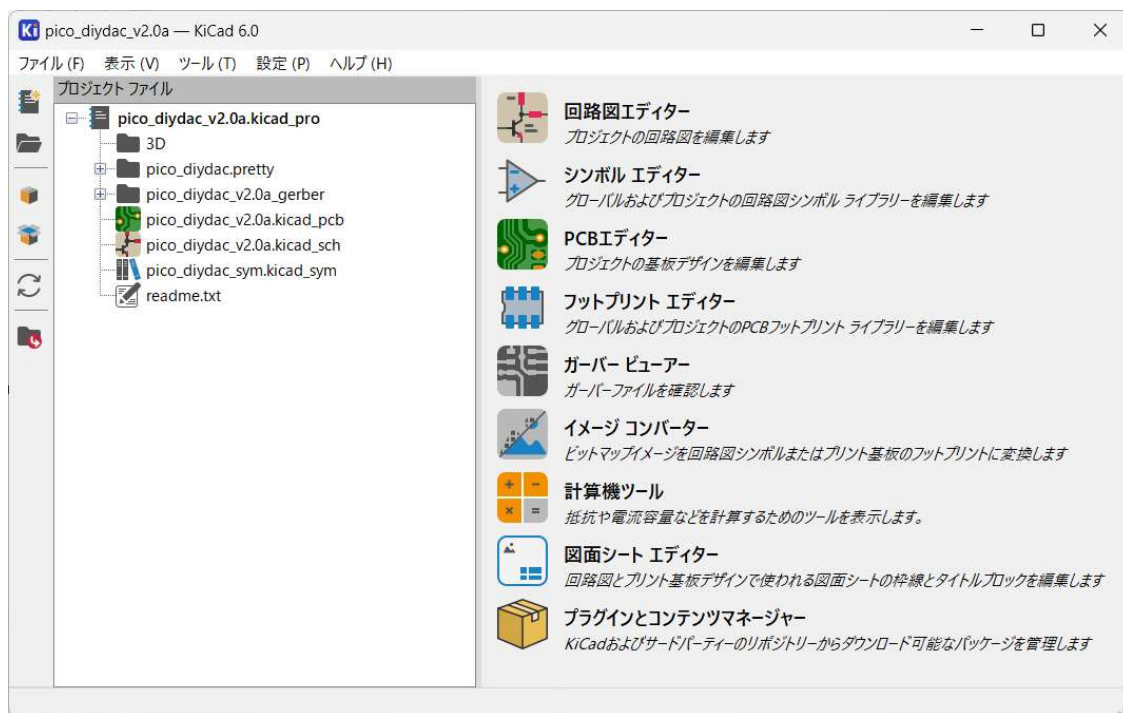 pico_diydac_v2.0a — KiCad 6.0
ファイル (F) 表示 (V) ツール (T) 設定 (P) ヘルプ (H)
プロジェクト ファイル
pico_diydac_v2.0a.kicad_pro
3D
pico_diydac.pretty
pico_diydac_v2.0a_gerber
pico_diydac_v2.0a.kicad_pcb
pico_diydac_v2.0a.kicad_sch
pico_diydac_sym.kicad_sym
readme.txt
回路図エディター
プロジェクトの回路図を編集します
シンボル エディター
グローバルおよびプロジェクトの回路図シンボル ライブラリーを編集します
PCBエディター
プロジェクトの基板デザインを編集します
フットプリント エディター
グローバルおよびプロジェクトのPCBフットプリント ライブラリーを編集します
ガーバー ビューアー
ガーバーファイルを確認します
イメージ コンバーター
ビットマップイメージを回路図シンボルまたはプリント基板のフットプリントに変換します
計算機ツール
抵抗や電流容量などを計算するためのツールを表示します。
図面シート エディター
回路図とプリント基板デザインで使われる図面シートの枠線とタイトルブロックを編集します
プラグインとコンテンツマネージャー
KiCadおよびサードパーティーのリポジトリーからダウンロード可能なパッケージを管理します